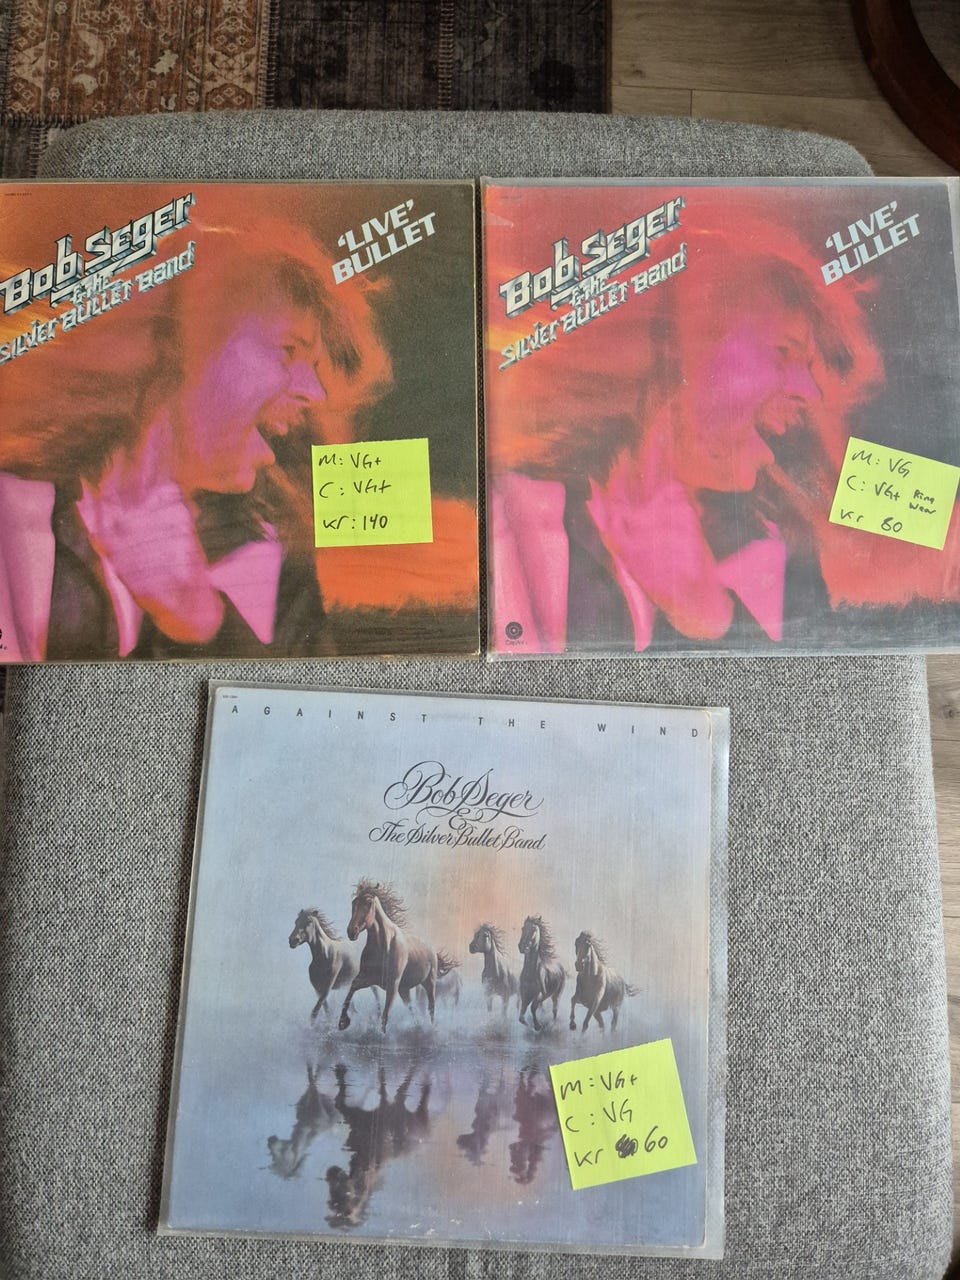 Bob Seger
& The
Silver Bullet Band
'LIVE'
BULLET
M: VG+
C: VG+
kr: 140
Bob Seger
& The
Silver Bullet Band
'LIVE'
BULLET
M: VG
C: VG+ Ring
Wear
kr 80
Capitol
AGAINST THE WIND
Bob Seger
&
The Silver Bullet Band
M: VG+
C: VG
kr 60